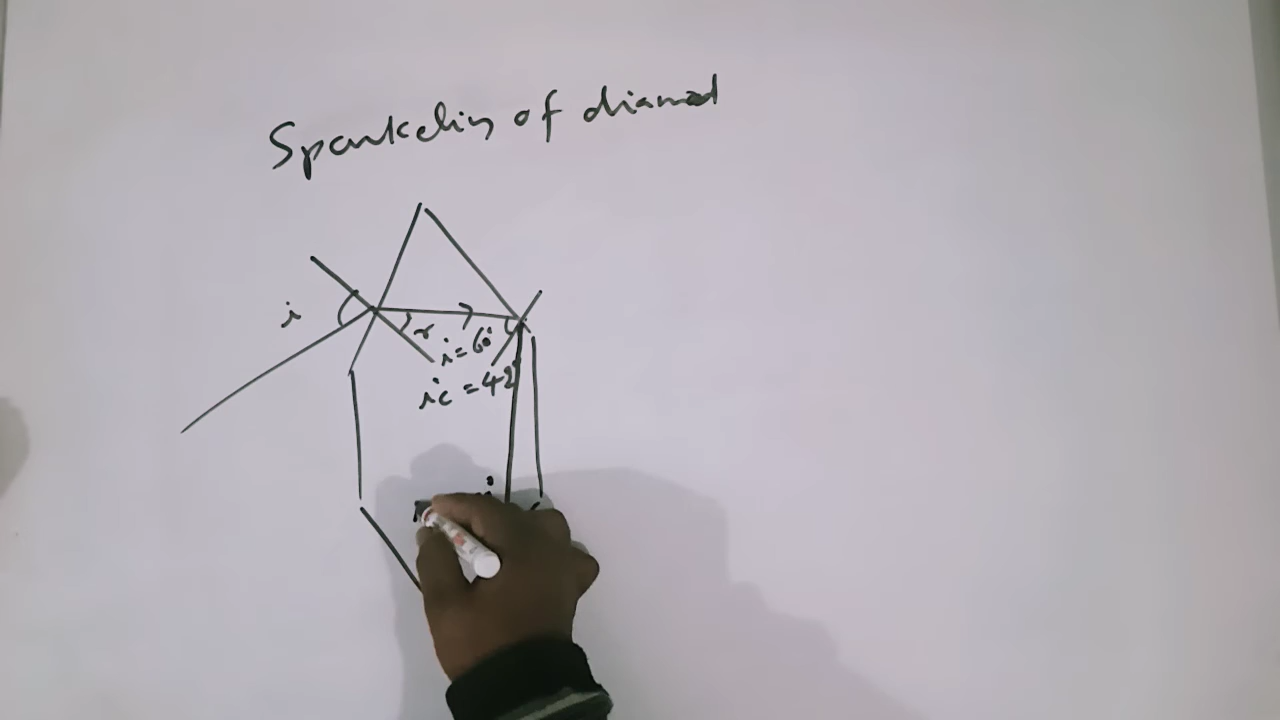 Sparkeling of diamond
i
r
i = 60°
ic = 42°
i